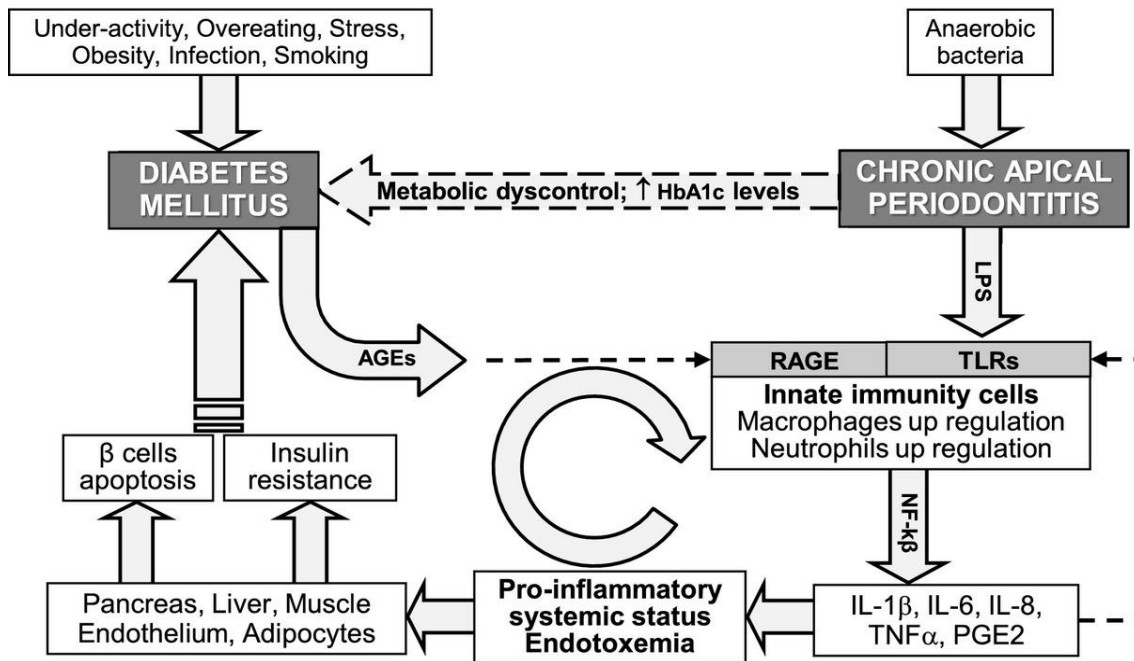 Under-activity, Overeating, Stress,
Obesity, Infection, Smoking
Anaerobic
bacteria
DIABETES
MELLITUS
Metabolic dyscontrol; ↑ HbA1c levels
CHRONIC APICAL
PERIODONTITIS
LPS
AGEs
RAGE
TLRs
Innate immunity cells
Macrophages up regulation
Neutrophils up regulation
β cells
apoptosis
Insulin
resistance
NF-kβ
Pancreas, Liver, Muscle
Endothelium, Adipocytes
Pro-inflammatory
systemic status
Endotoxemia
IL-1β, IL-6, IL-8,
TNFα, PGE2